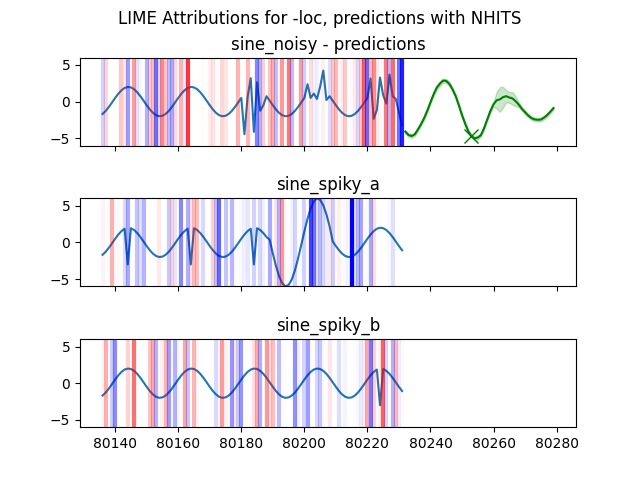 LIME Attributions for -loc, predictions with NHITS
sine_noisy - predictions
5
0
−5
sine_spiky_a
5
0
−5
sine_spiky_b
5
0
−5
80140 80160 80180 80200 80220 80240 80260 80280